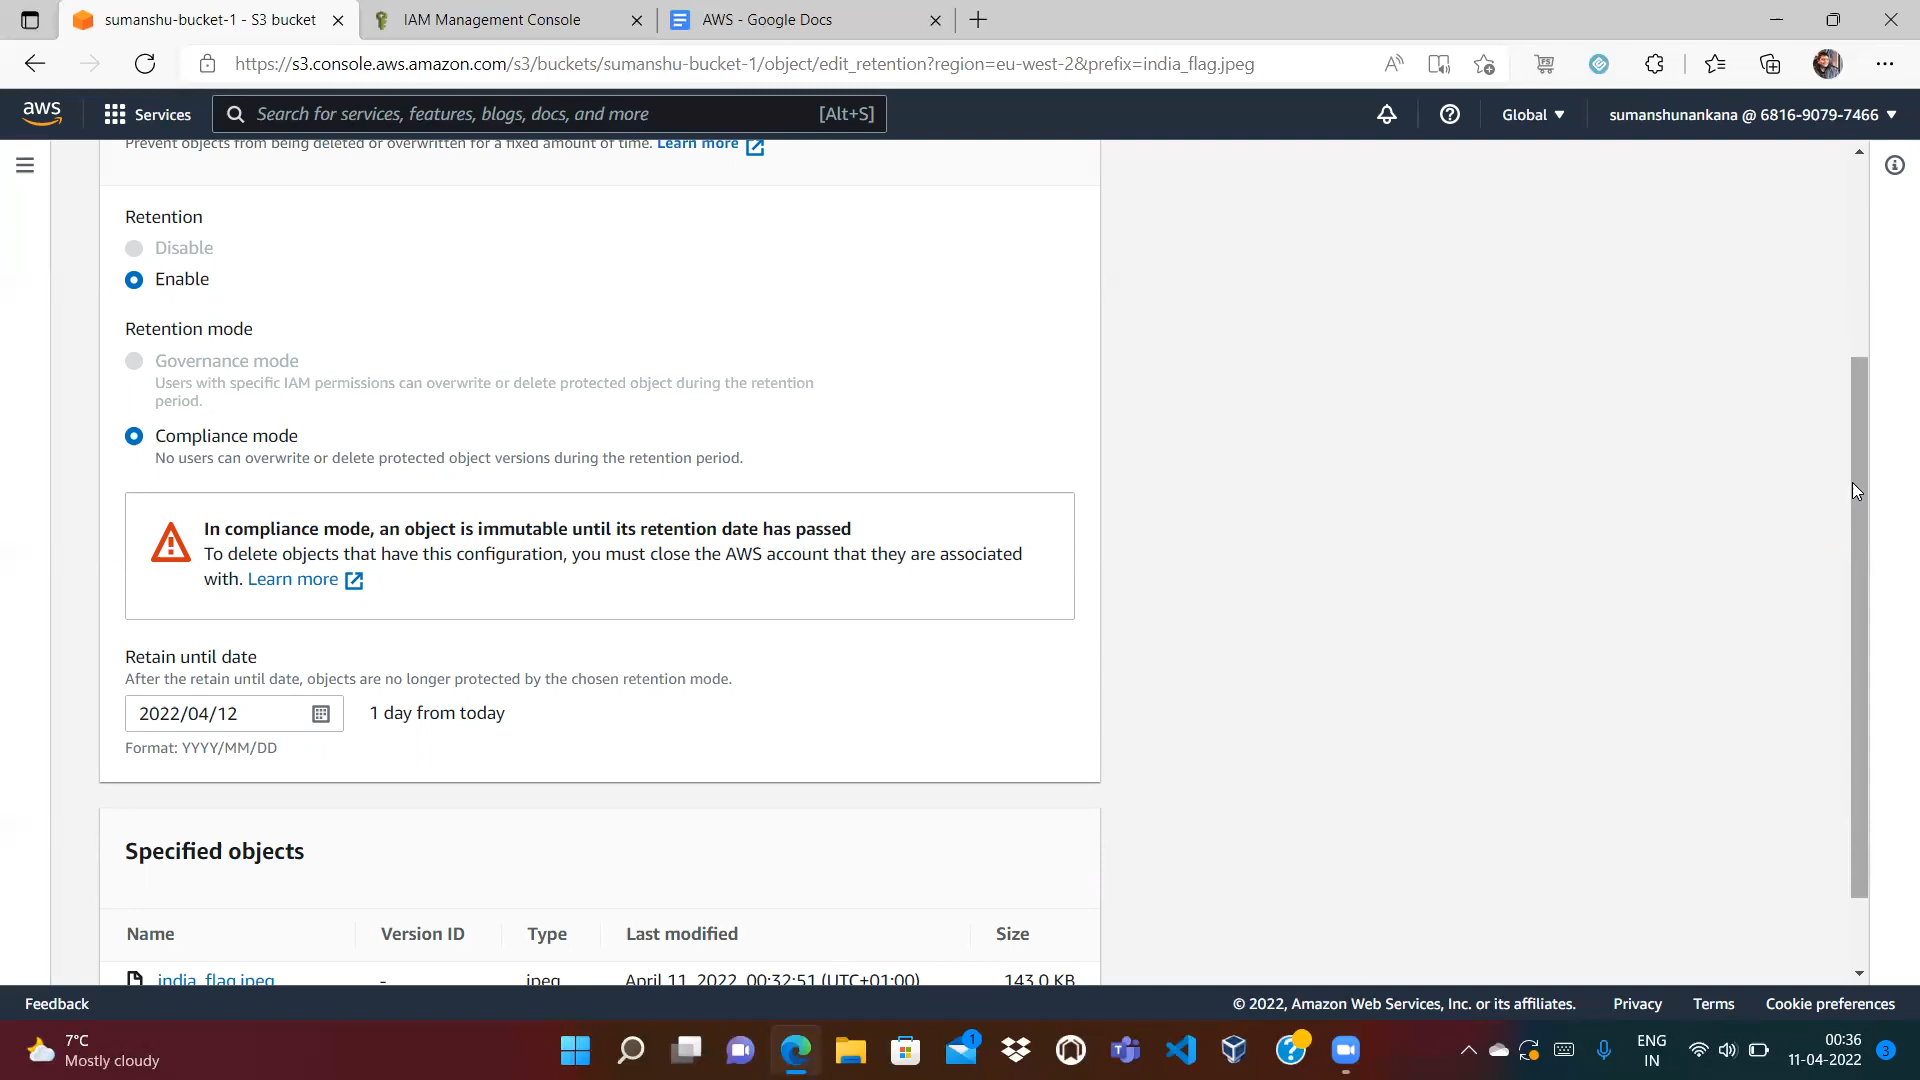 sumanshu-bucket-1 - S3 bucket
IAM Management Console
AWS - Google Docs
https://s3.console.aws.amazon.com/s3/buckets/sumanshu-bucket-1/object/edit_retention?region=eu-west-2&prefix=india_flag.jpeg
aws
Services
Search for services, features, blogs, docs, and more
[Alt+S]
Global
sumanshunankana @ 6816-9079-7466
Prevent objects from being deleted or overwritten for a fixed amount of time. Learn more
Retention
Disable
Enable
Retention mode
Governance mode
Users with specific IAM permissions can overwrite or delete protected object during the retention
period.
Compliance mode
No users can overwrite or delete protected object versions during the retention period.
In compliance mode, an object is immutable until its retention date has passed
To delete objects that have this configuration, you must close the AWS account that they are associated
with. Learn more
Retain until date
After the retain until date, objects are no longer protected by the chosen retention mode.
2022/04/12
1 day from today
Format: YYYY/MM/DD
Specified objects
Name Version ID Type Last modified Size
india_flag.jpeg - jpeg April 11, 2022, 00:32:51 (UTC+01:00) 143.0 KB
Feedback
© 2022, Amazon Web Services, Inc. or its affiliates. Privacy Terms Cookie preferences
7°C
Mostly cloudy
1
ENG
IN
00:36
11-04-2022
3